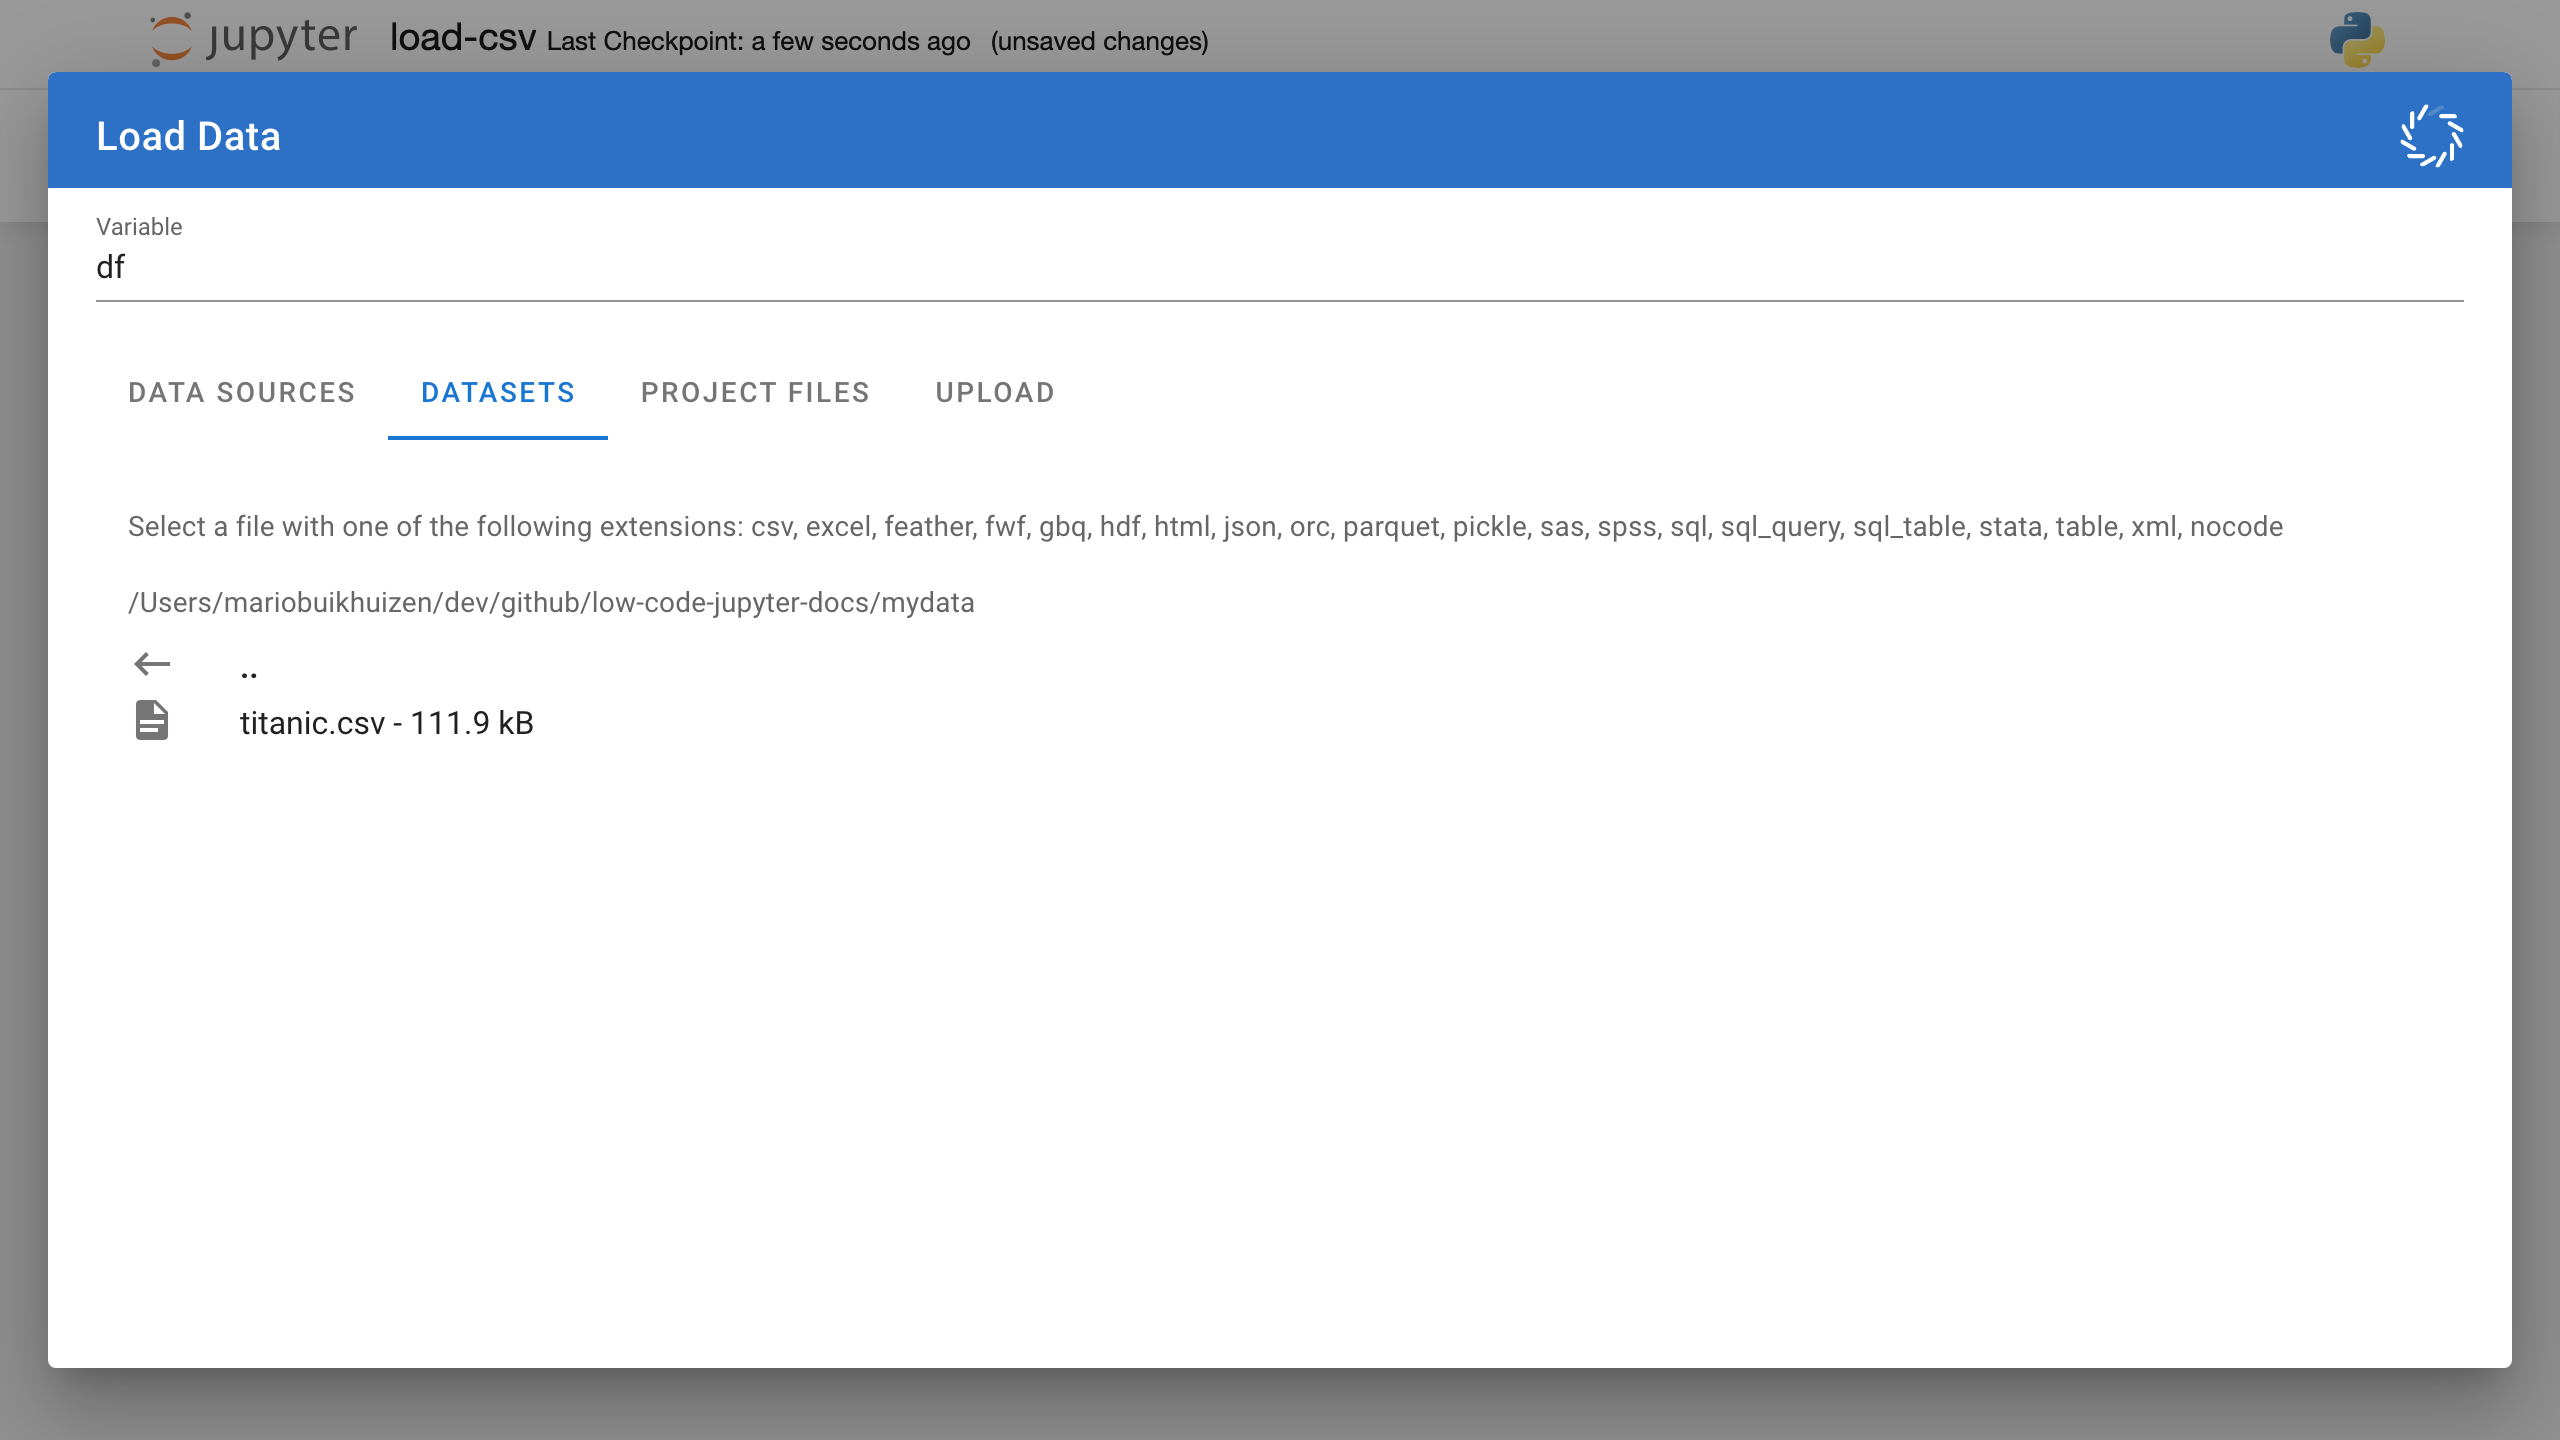 jupyter load-csv Last Checkpoint: a few seconds ago (unsaved changes)
Load Data
Variable
df
DATA SOURCES DATASETS PROJECT FILES UPLOAD
Select a file with one of the following extensions: csv, excel, feather, fwf, gbq, hdf, html, json, orc, parquet, pickle, sas, spss, sql, sql_query, sql_table, stata, table, xml, nocode
/Users/mariobuikhuizen/dev/github/low-code-jupyter-docs/mydata
..
titanic.csv - 111.9 kB